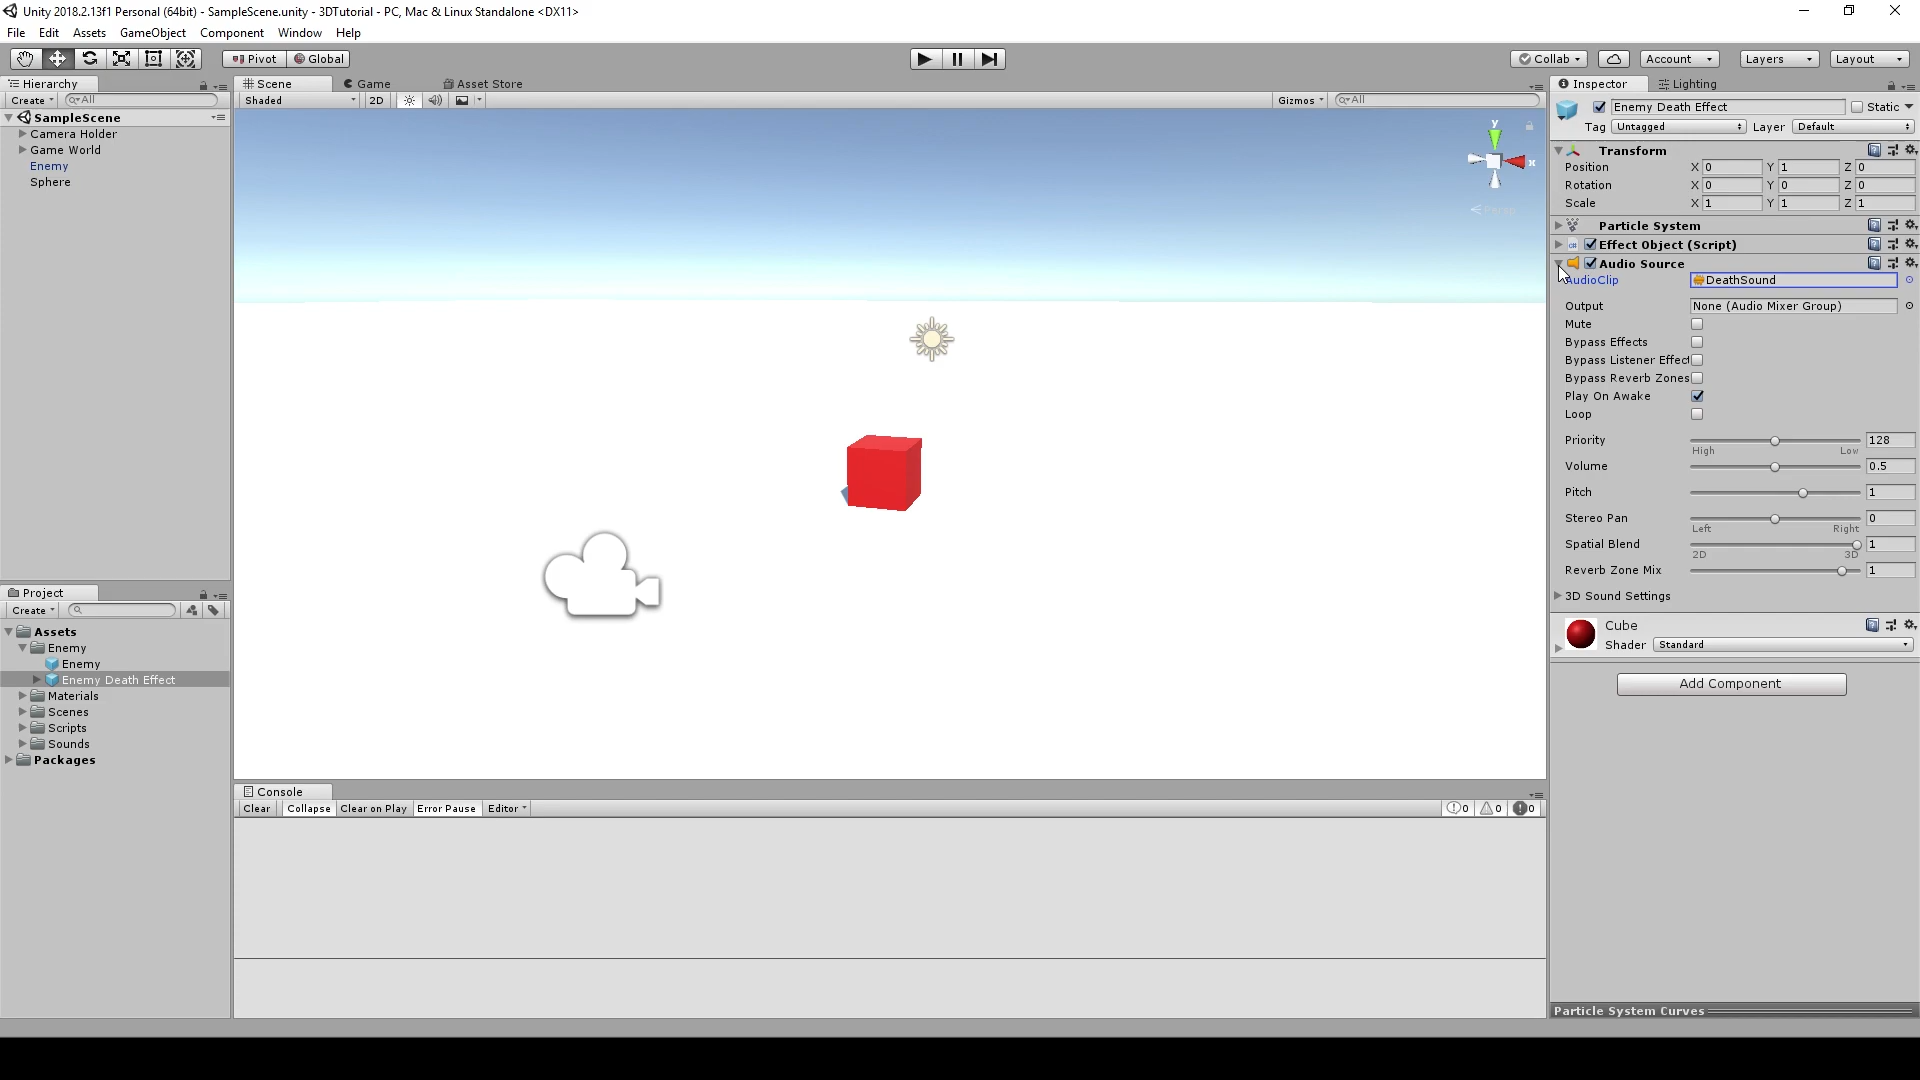 Unity 2018.2.13f1 Personal (64bit) - SampleScene.unity - 3DTutorial - PC, Mac & Linux Standalone <DX11>
File Edit Assets GameObject Component Window Help
Pivot Global Collab Account Layers Layout
Hierarchy
Create All
SampleScene
Camera Holder
Game World
Enemy
Sphere
Scene Game Asset Store
Shaded 2D Gizmos All
y
x
Persp
Project
Create
Assets
Enemy
Enemy
Enemy Death Effect
Materials
Scenes
Scripts
Sounds
Packages
Console
Clear Collapse Clear on Play Error Pause Editor 0 0 0
Inspector Lighting
Enemy Death Effect Static
Tag Untagged Layer Default
Transform
Position X 0 Y 1 Z 0
Rotation X 0 Y 0 Z 0
Scale X 1 Y 1 Z 1
Particle System
Effect Object (Script)
Audio Source
AudioClip DeathSound
Output None (Audio Mixer Group)
Mute
Bypass Effects
Bypass Listener Effect
Bypass Reverb Zones
Play On Awake
Loop
Priority 128
High Low
Volume 0.5
Pitch 1
Stereo Pan 0
Left Right
Spatial Blend 1
2D 3D
Reverb Zone Mix 1
3D Sound Settings
Cube
Shader Standard
Add Component
Particle System Curves